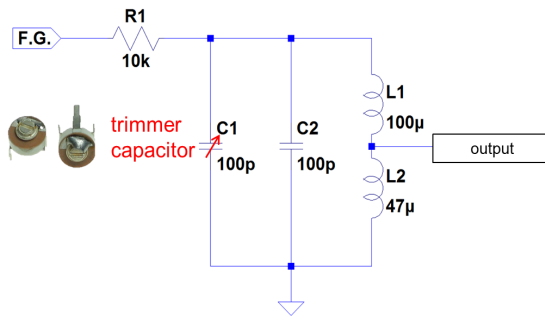 R1
F.G.
10k
trimmer
capacitor
C1
100p
C2
100p
L1
100µ
output
L2
47µ